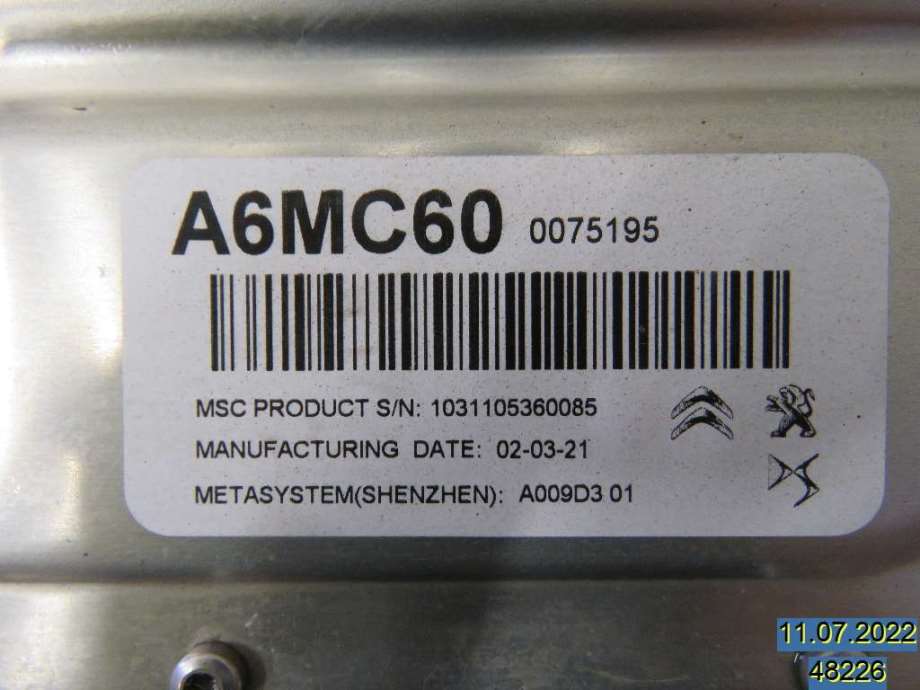 A6MC60 0075195
MSC PRODUCT S/N: 1031105360085
MANUFACTURING DATE: 02-03-21
METASYSTEM(SHENZHEN): A009D3 01
11.07.2022
48226